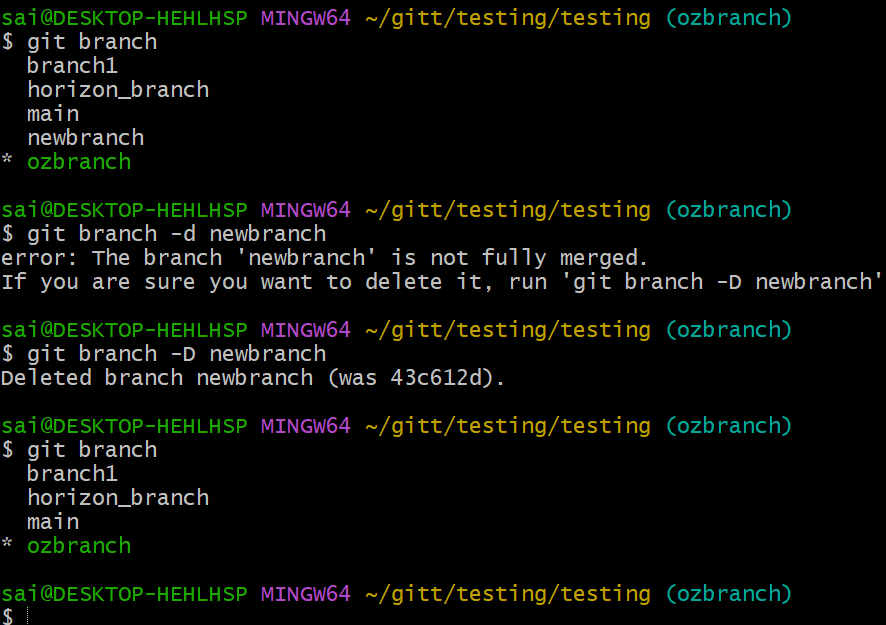 sai@DESKTOP-HEHLHSP MINGW64 ~/gitt/testing/testing (ozbranch)
$ git branch
  branch1
  horizon_branch
  main
  newbranch
* ozbranch

sai@DESKTOP-HEHLHSP MINGW64 ~/gitt/testing/testing (ozbranch)
$ git branch -d newbranch
error: The branch 'newbranch' is not fully merged.
If you are sure you want to delete it, run 'git branch -D newbranch'

sai@DESKTOP-HEHLHSP MINGW64 ~/gitt/testing/testing (ozbranch)
$ git branch -D newbranch
Deleted branch newbranch (was 43c612d).

sai@DESKTOP-HEHLHSP MINGW64 ~/gitt/testing/testing (ozbranch)
$ git branch
  branch1
  horizon_branch
  main
* ozbranch

sai@DESKTOP-HEHLHSP MINGW64 ~/gitt/testing/testing (ozbranch)
$